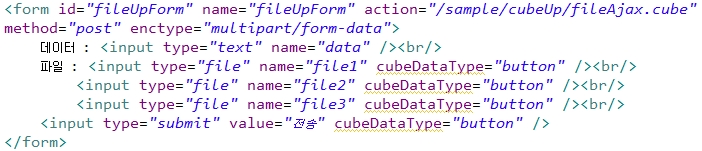 <form id="fileUpForm" name="fileUpForm" action="/sample/cubeUp/fileAjax.cube"
method="post" enctype="multipart/form-data">
데이터 : <input type="text" name="data" /><br/>
파일 : <input type="file" name="file1" cubeDataType="button" /><br/>
<input type="file" name="file2" cubeDataType="button" /><br/>
<input type="file" name="file3" cubeDataType="button" /><br/>
<input type="submit" value="전송" cubeDataType="button" />
</form>